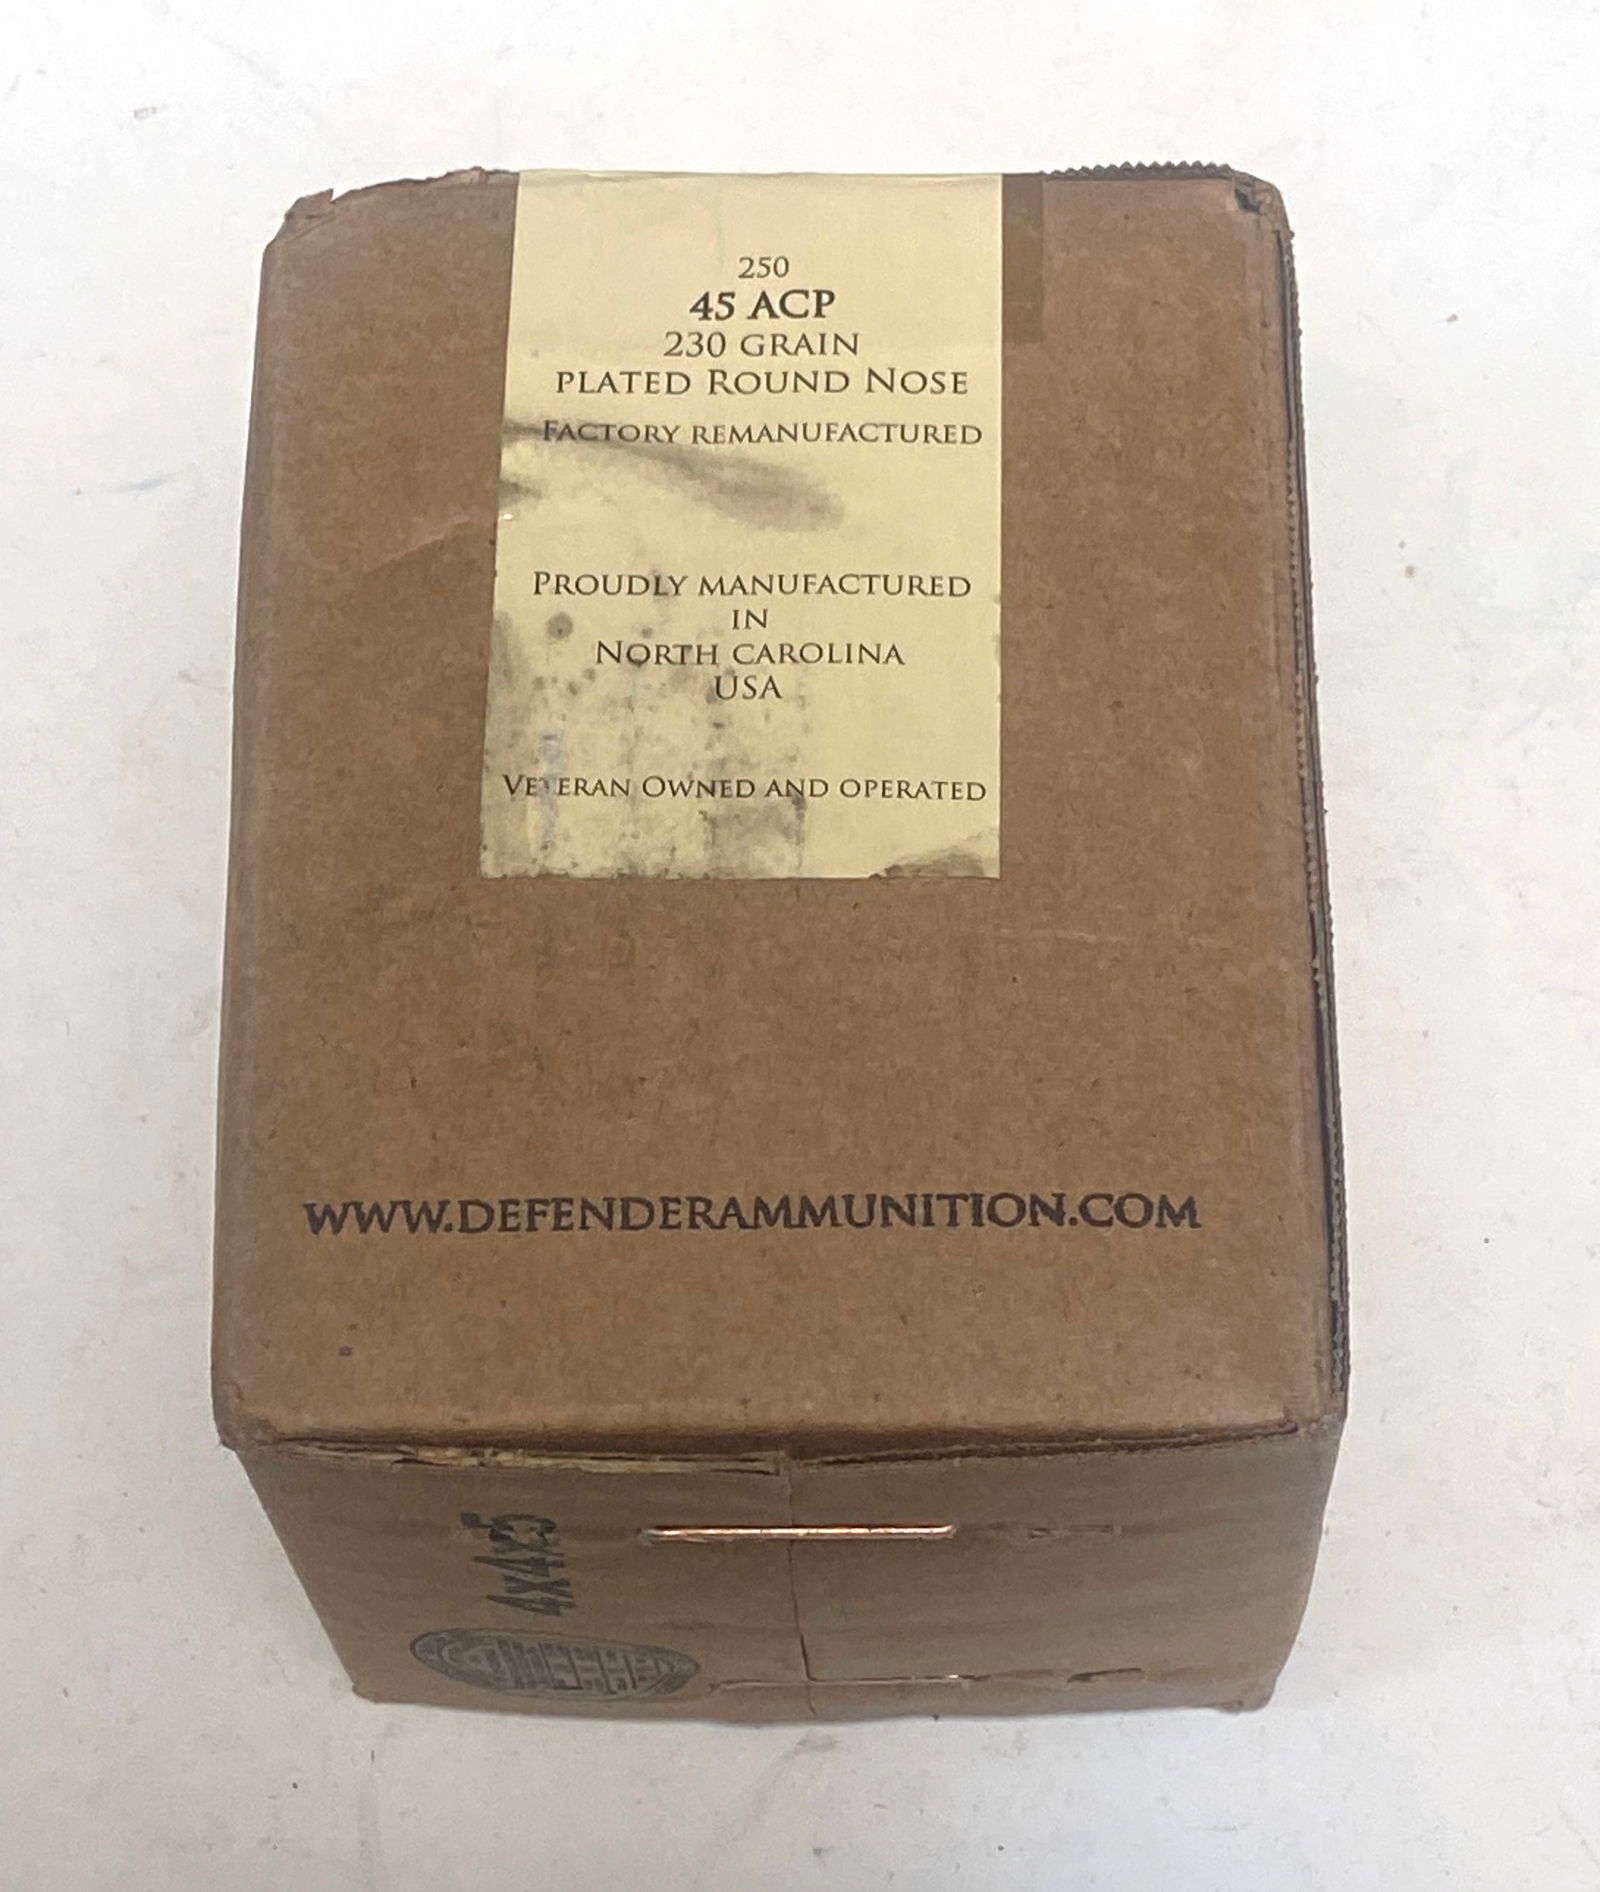 250
45 ACP
230 GRAIN
PLATED ROUND NOSE
FACTORY REMANUFACTURED
PROUDLY MANUFACTURED
IN
NORTH CAROLINA
USA
VETERAN OWNED AND OPERATED
WWW.DEFENDERAMMUNITION.COM
4x4x5